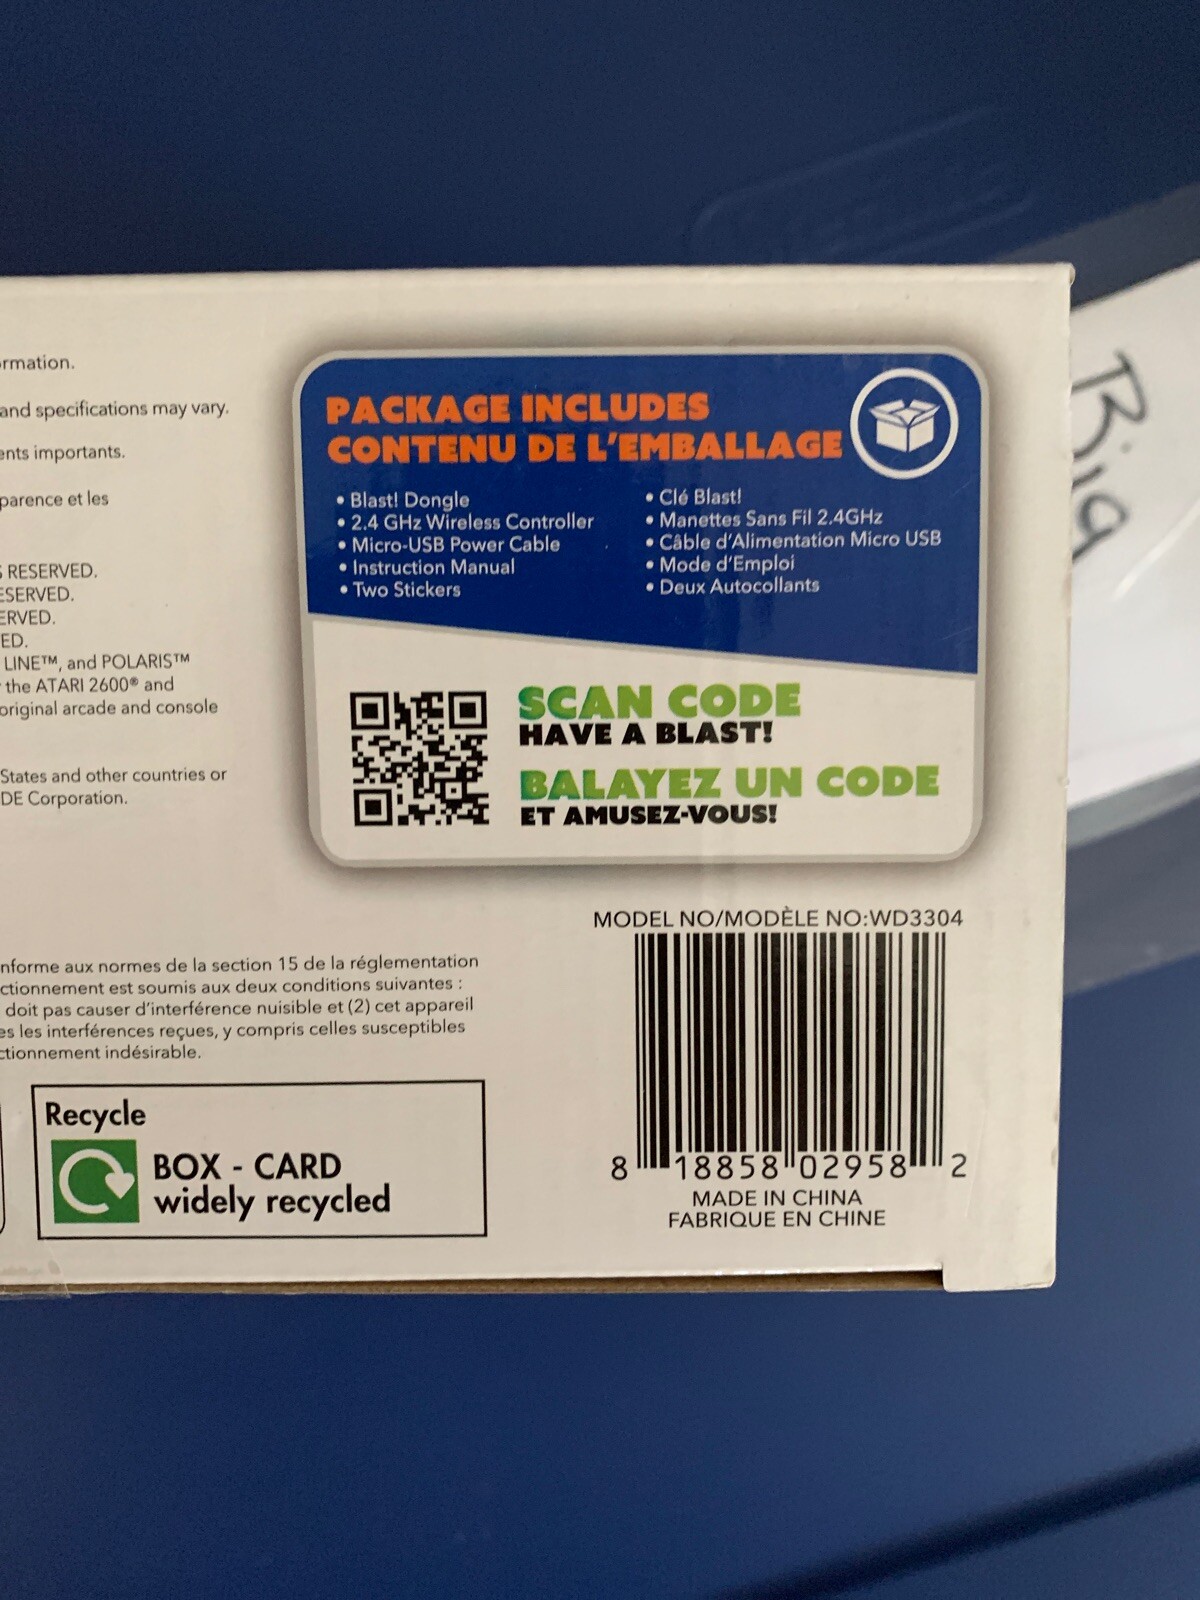 rmation.
and specifications may vary.
ents importants.
parence et les
S RESERVED.
ESERVED.
ERVED.
ED.
LINE™, and POLARIS™
the ATARI 2600® and
original arcade and console
States and other countries or
DE Corporation.
PACKAGE INCLUDES
CONTENU DE L'EMBALLAGE
• Blast! Dongle
• 2.4 GHz Wireless Controller
• Micro-USB Power Cable
• Instruction Manual
• Two Stickers
• Clé Blast!
• Manettes Sans Fil 2.4GHz
• Câble d'Alimentation Micro USB
• Mode d'Emploi
• Deux Autocollants
SCAN CODE
HAVE A BLAST!
BALAYEZ UN CODE
ET AMUSEZ-VOUS!
nforme aux normes de la section 15 de la réglementation
ctionnement est soumis aux deux conditions suivantes :
doit pas causer d'interférence nuisible et (2) cet appareil
es les interférences reçues, y compris celles susceptibles
ctionnement indésirable.
Recycle
BOX - CARD
widely recycled
MODEL NO/MODÈLE NO:WD3304
8 18858 02958 2
MADE IN CHINA
FABRIQUE EN CHINE
Big